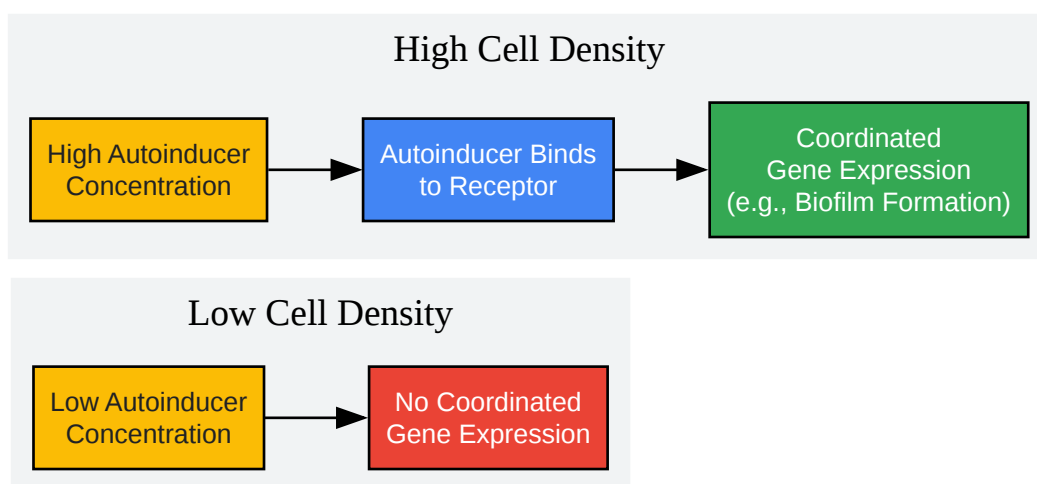 High Cell Density
High Autoinducer
Concentration
Autoinducer Binds
to Receptor
Coordinated
Gene Expression
(e.g., Biofilm Formation)
Low Cell Density
Low Autoinducer
Concentration
No Coordinated
Gene Expression